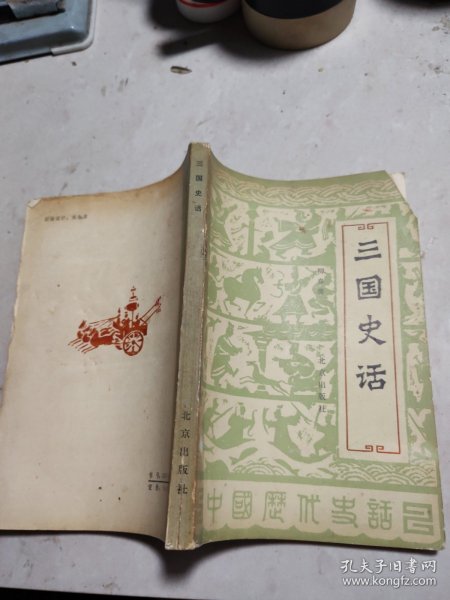 三国史话
北京出版社
中國歷代史話
三国史话
北京出版社
孔夫子旧书网
www.kongfz.com